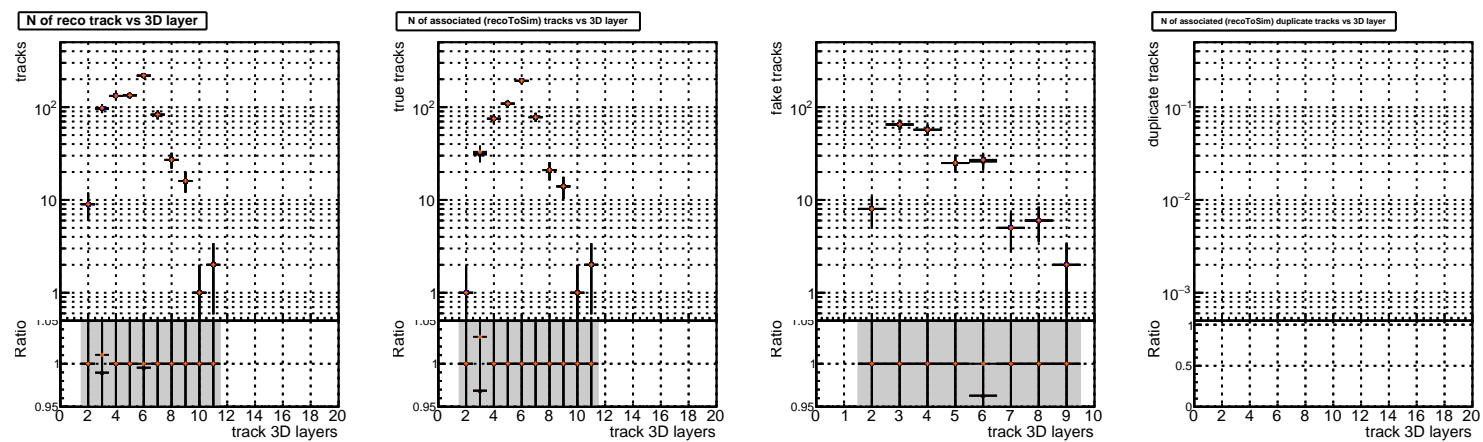 N of reco track vs 3D layer
tracks
10²
10
1
Ratio
1.05
1
0.95
0 2 4 6 8 10 12 14 16 18 20
track 3D layers
N of associated (recoToSim) tracks vs 3D layer
true tracks
10²
10
1
Ratio
1.05
1
0.95
0 2 4 6 8 10 12 14 16 18 20
track 3D layers
fake tracks
10²
10
1
Ratio
1.05
1
0.95
0 1 2 3 4 5 6 7 8 9 10
track 3D layers
N of associated (recoToSim) duplicate tracks vs 3D layer
duplicate tracks
10⁻¹
10⁻²
10⁻³
Ratio
1
0.5
0
0 2 4 6 8 10 12 14 16 18 20
track 3D layers